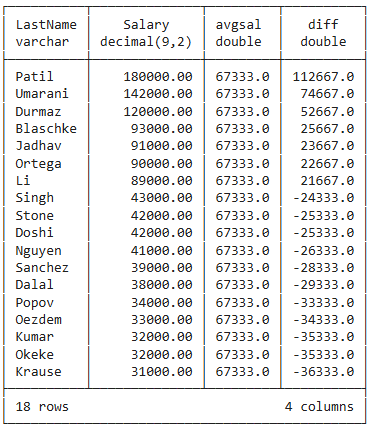 LastName Salary avgsal diff
varchar decimal(9,2) double double
Patil 180000.00 67333.0 112667.0
Umarani 142000.00 67333.0 74667.0
Durmaz 120000.00 67333.0 52667.0
Blaschke 93000.00 67333.0 25667.0
Jadhav 91000.00 67333.0 23667.0
Ortega 90000.00 67333.0 22667.0
Li 89000.00 67333.0 21667.0
Singh 43000.00 67333.0 -24333.0
Stone 42000.00 67333.0 -25333.0
Doshi 42000.00 67333.0 -25333.0
Nguyen 41000.00 67333.0 -26333.0
Sanchez 39000.00 67333.0 -28333.0
Dalal 38000.00 67333.0 -29333.0
Popov 34000.00 67333.0 -33333.0
Oezdem 33000.00 67333.0 -34333.0
Kumar 32000.00 67333.0 -35333.0
Okeke 32000.00 67333.0 -35333.0
Krause 31000.00 67333.0 -36333.0
18 rows 4 columns